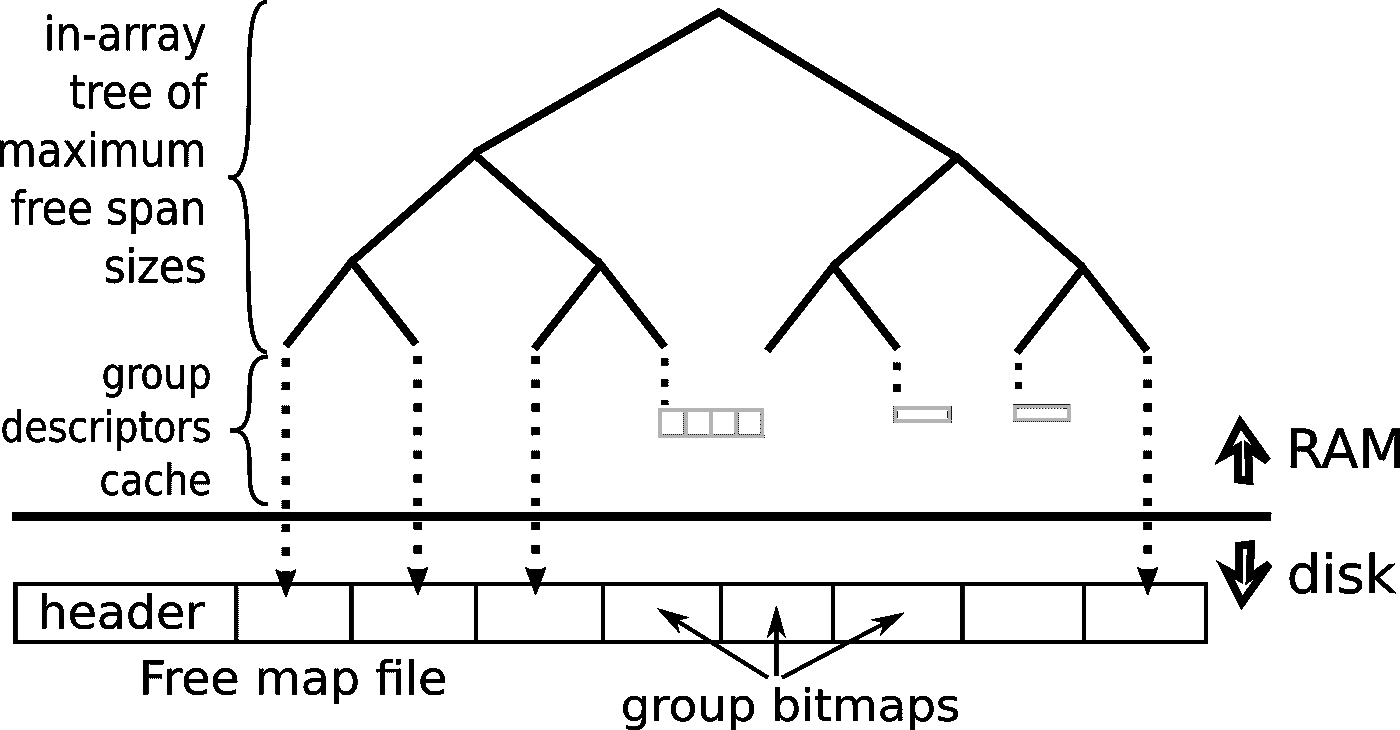 in-array
tree of
maximum
free span
sizes
group
descriptors
cache
RAM
disk
header
Free map file
group bitmaps